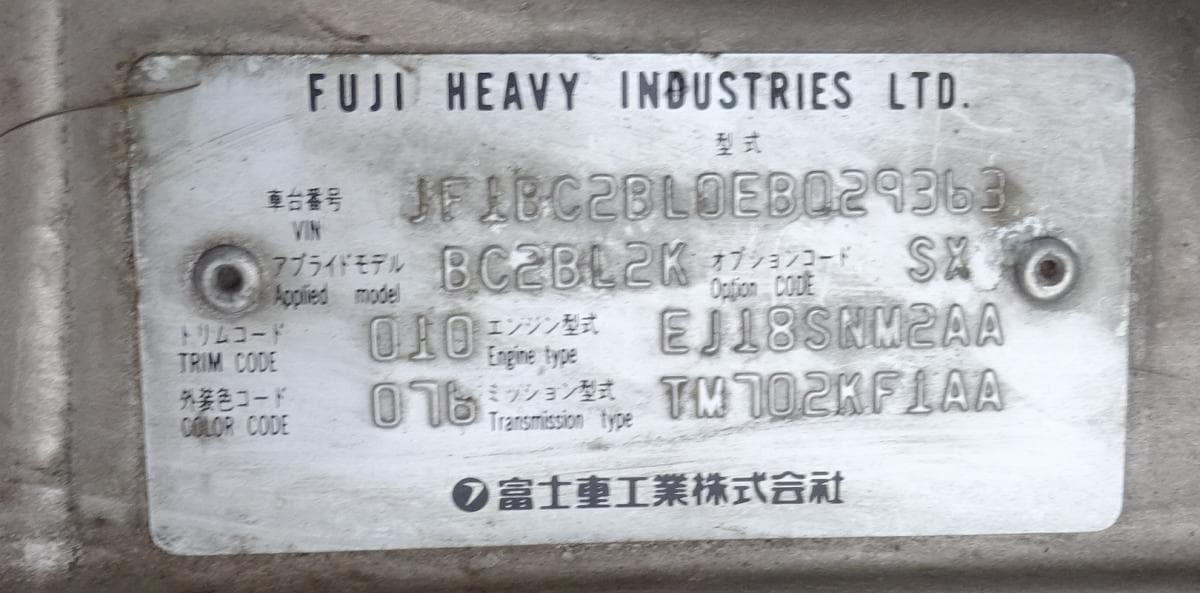 FUJI HEAVY INDUSTRIES LTD.
型式
車台番号 VIN JF1BC2BL0EB029363
アプライドモデル Applied model BC2BL2K オプションコード Option CODE SX
トリムコード TRIM CODE 010 エンジン型式 Engine type EJ18SNM2AA
外装色コード COLOR CODE 076 ミッション型式 Transmission type TM702KF1AA
富士重工業株式会社